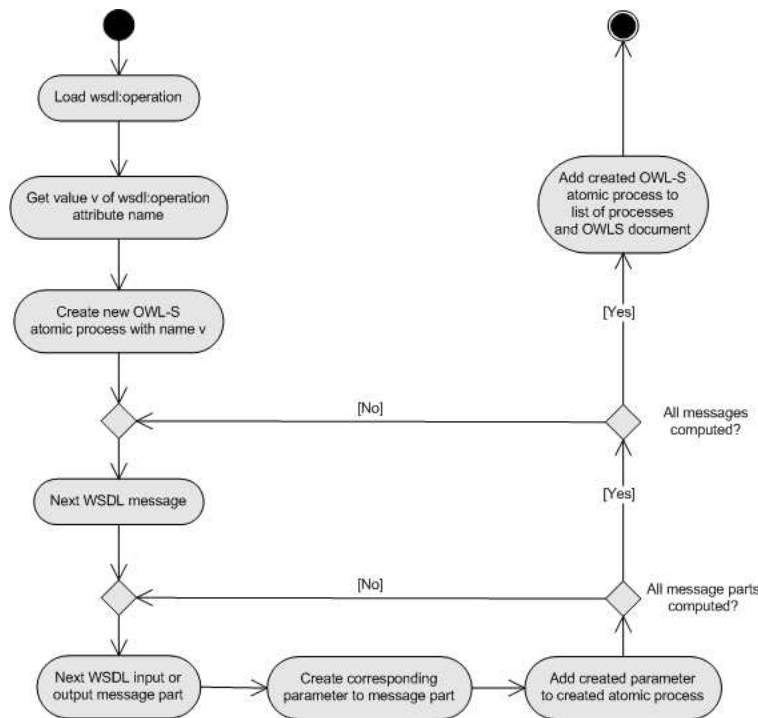 Load wsdl:operation
Get value v of wsdl:operation
attribute name
Add created OWL-S
atomic process to
list of processes
and OWLS document
Create new OWL-S
atomic process with name v
[Yes]
[No]
All messages
computed?
Next WSDL message
[Yes]
[No]
All message parts
computed?
Next WSDL input or
output message part
Create corresponding
parameter to message part
Add created parameter
to created atomic process